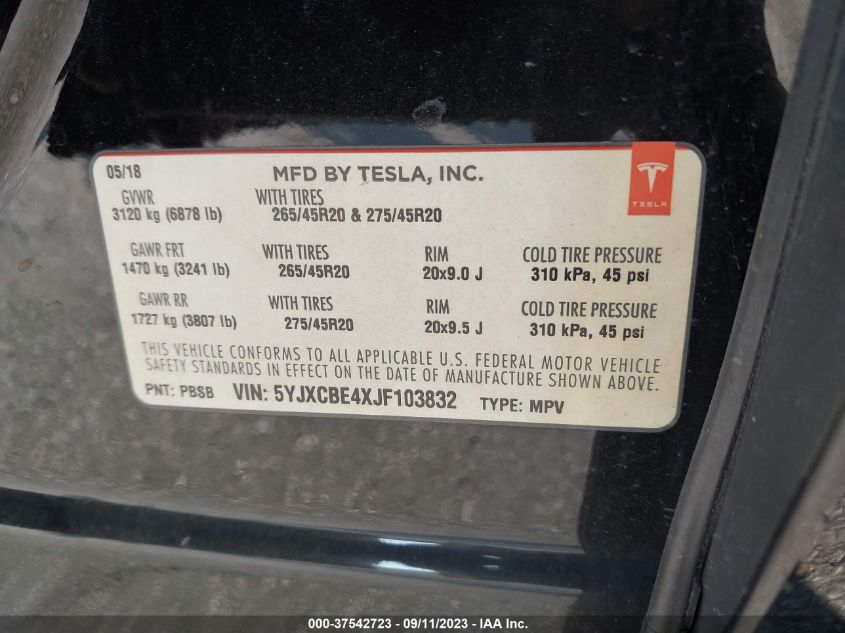 05/18 MFD BY TESLA, INC.
TESLA
GVWR WITH TIRES
3120 kg (6878 lb) 265/45R20 & 275/45R20
GAWR FRT WITH TIRES RIM COLD TIRE PRESSURE
1470 kg (3241 lb) 265/45R20 20x9.0 J 310 kPa, 45 psi
GAWR RR WITH TIRES RIM COLD TIRE PRESSURE
1727 kg (3807 lb) 275/45R20 20x9.5 J 310 kPa, 45 psi
THIS VEHICLE CONFORMS TO ALL APPLICABLE U.S. FEDERAL MOTOR VEHICLE
SAFETY STANDARDS IN EFFECT ON THE DATE OF MANUFACTURE SHOWN ABOVE.
PNT: PBSB VIN: 5YJXCBE4XJF103832 TYPE: MPV
000-37542723 - 09/11/2023 - IAA Inc.